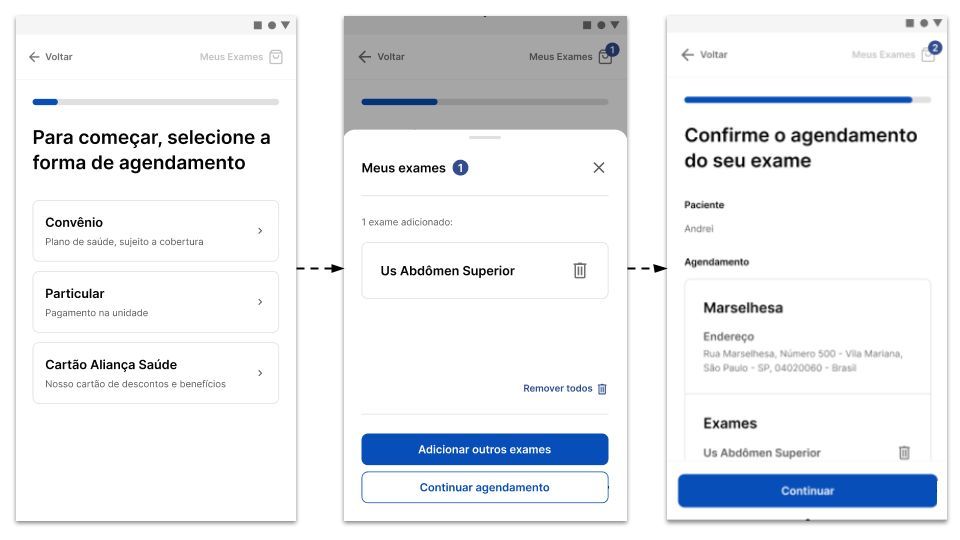 Voltar
Meus Exames
Para começar, selecione a
forma de agendamento
Convênio
Plano de saúde, sujeito a cobertura
Particular
Pagamento na unidade
Cartão Aliança Saúde
Nosso cartão de descontos e benefícios
Voltar
Meus Exames 1
Meus exames 1
1 exame adicionado:
Us Abdômen Superior
Remover todos
Adicionar outros exames
Continuar agendamento
Voltar
Meus Exames 2
Confirme o agendamento
do seu exame
Paciente
Andrei
Agendamento
Marselhesa
Endereço
Rua Marselhesa, Número 500 - Vila Mariana,
São Paulo - SP, 04020060 - Brasil
Exames
Us Abdômen Superior
Continuar